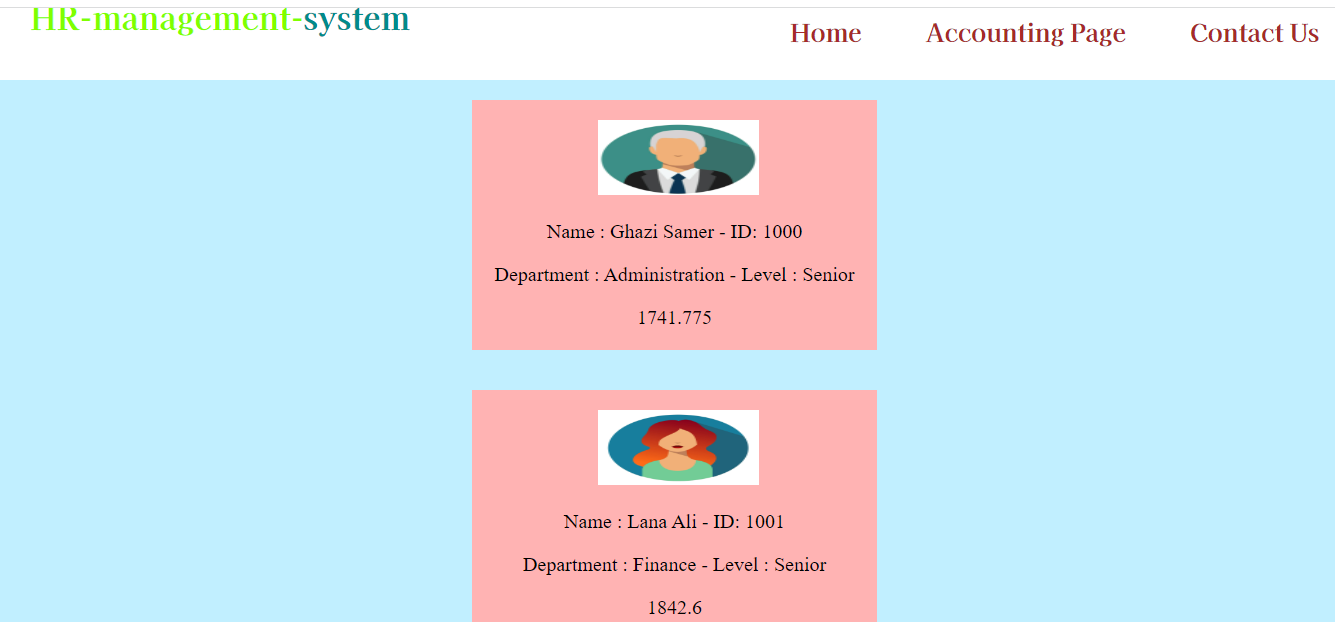 HR-management-system
Home Accounting Page Contact Us
Name : Ghazi Samer - ID: 1000
Department : Administration - Level : Senior
1741.775
Name : Lana Ali - ID: 1001
Department : Finance - Level : Senior
1842.6